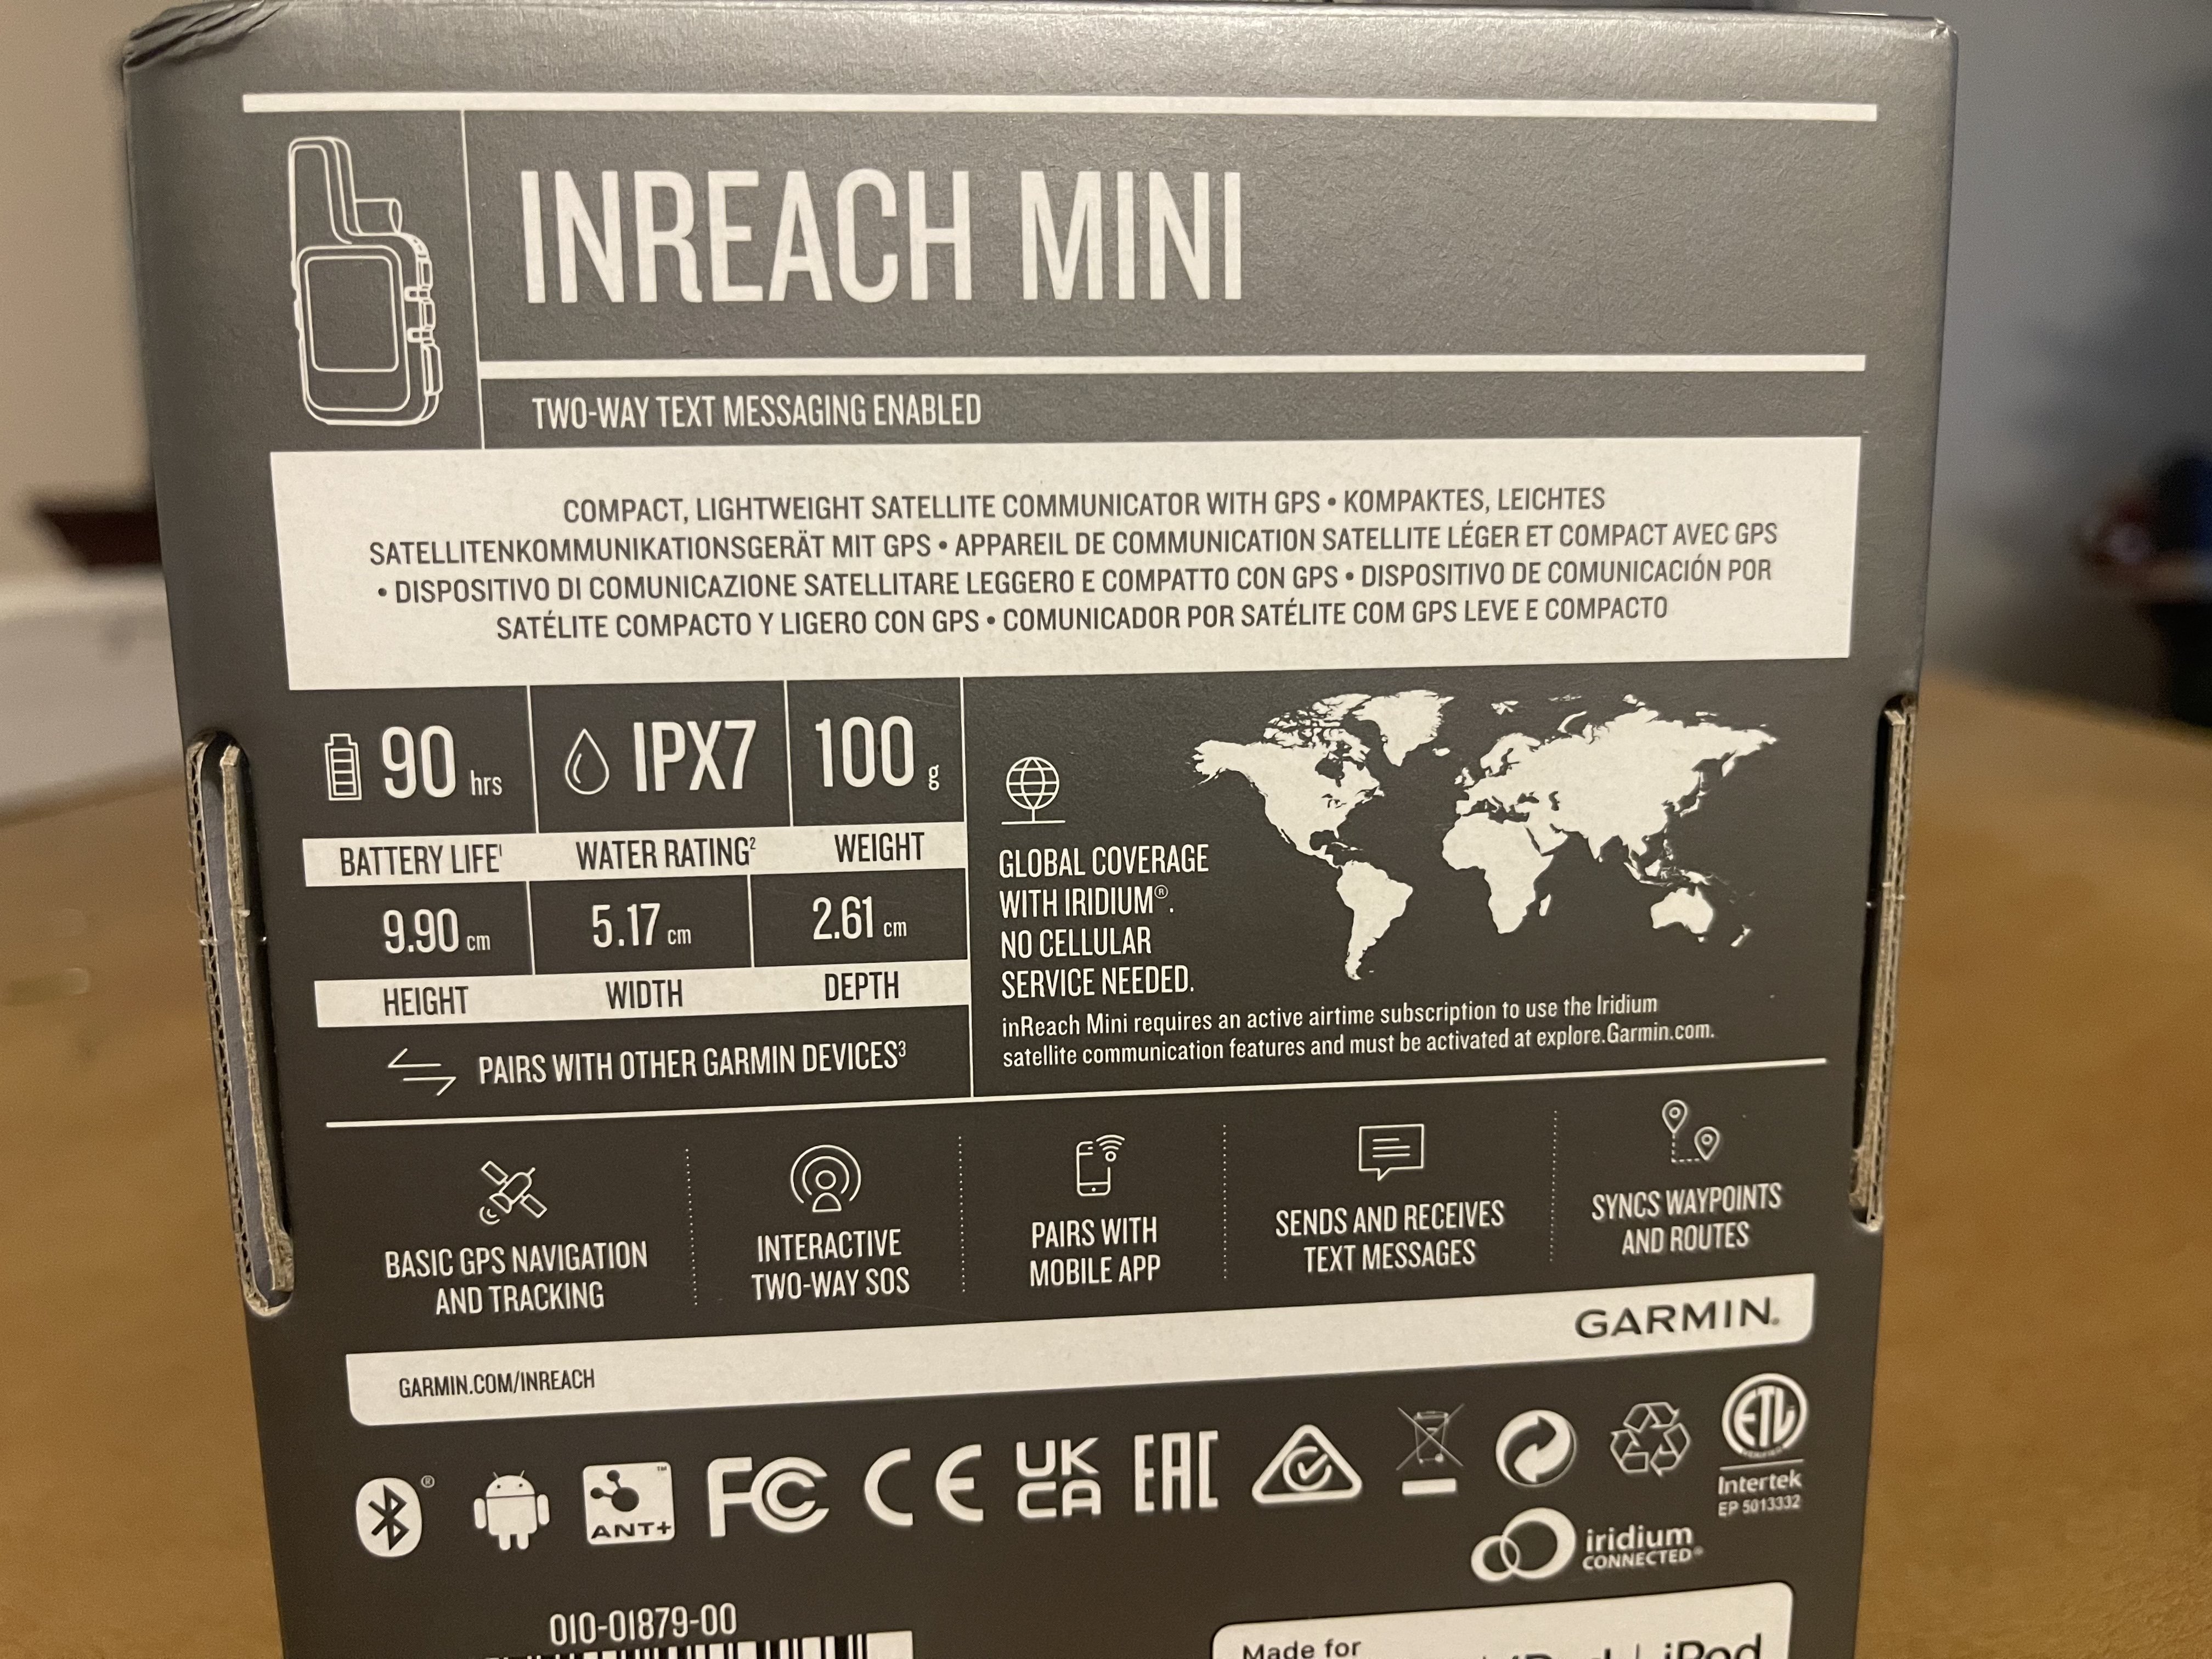 INREACH MINI
TWO-WAY TEXT MESSAGING ENABLED
COMPACT, LIGHTWEIGHT SATELLITE COMMUNICATOR WITH GPS • KOMPAKTES, LEICHTES
SATELLITENKOMMUNIKATIONSGERÄT MIT GPS • APPAREIL DE COMMUNICATION SATELLITE LÉGER ET COMPACT AVEC GPS
• DISPOSITIVO DI COMUNICAZIONE SATELLITARE LEGGERO E COMPATTO CON GPS • DISPOSITIVO DE COMUNICACIÓN POR
SATÉLITE COMPACTO Y LIGERO CON GPS • COMUNICADOR POR SATÉLITE COM GPS LEVE E COMPACTO
90 hrs
BATTERY LIFE¹
IPX7
WATER RATING²
100 g
WEIGHT
9.90 cm
HEIGHT
5.17 cm
WIDTH
2.61 cm
DEPTH
PAIRS WITH OTHER GARMIN DEVICES³
GLOBAL COVERAGE
WITH IRIDIUM®.
NO CELLULAR
SERVICE NEEDED.
inReach Mini requires an active airtime subscription to use the Iridium
satellite communication features and must be activated at explore.Garmin.com.
BASIC GPS NAVIGATION
AND TRACKING
INTERACTIVE
TWO-WAY SOS
PAIRS WITH
MOBILE APP
SENDS AND RECEIVES
TEXT MESSAGES
SYNCS WAYPOINTS
AND ROUTES
GARMIN.COM/INREACH
GARMIN.
®
ANT+™
FC
CE
UK
CA
EAC
ETL
Intertek
EP 5013332
iridium
CONNECTED®
010-01879-00
Made for
iPod